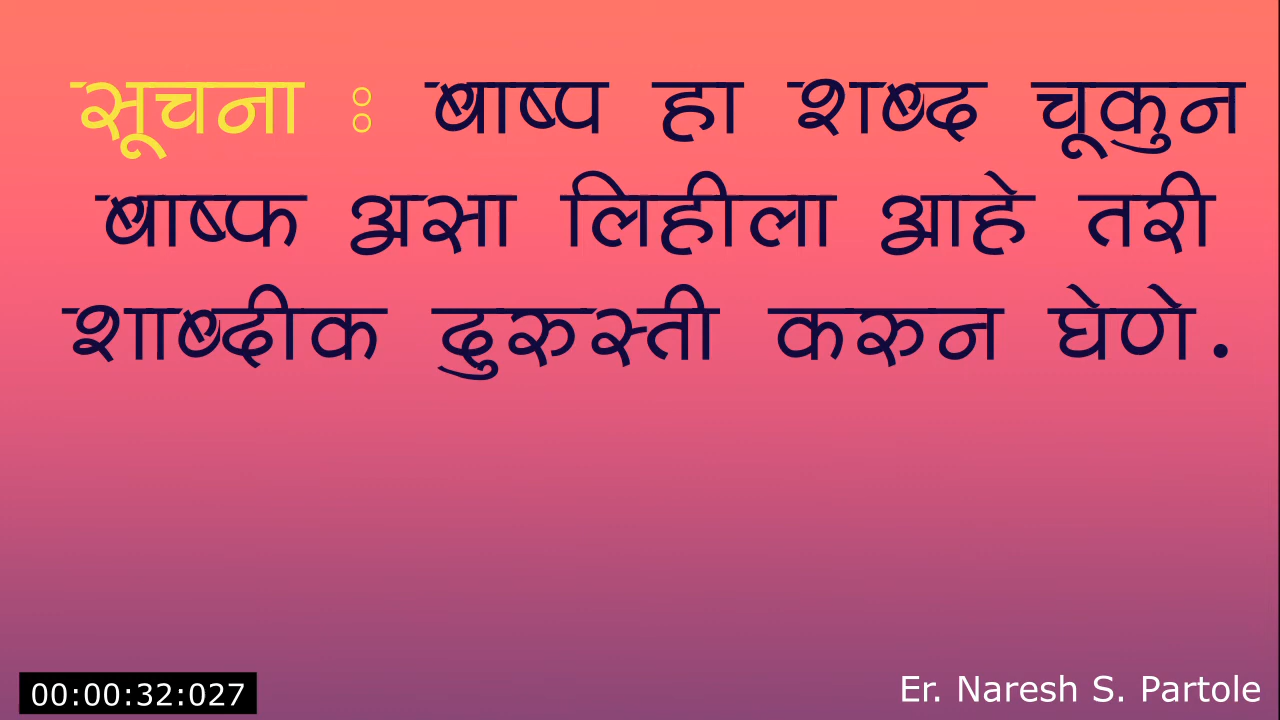 सूचना : बाष्प हा शब्द चूकुन
बाष्फ असा लिहीला आहे तरी
शाब्दीक दुरुस्ती करुन घेणे.
00:00:32:027
Er. Naresh S. Partole